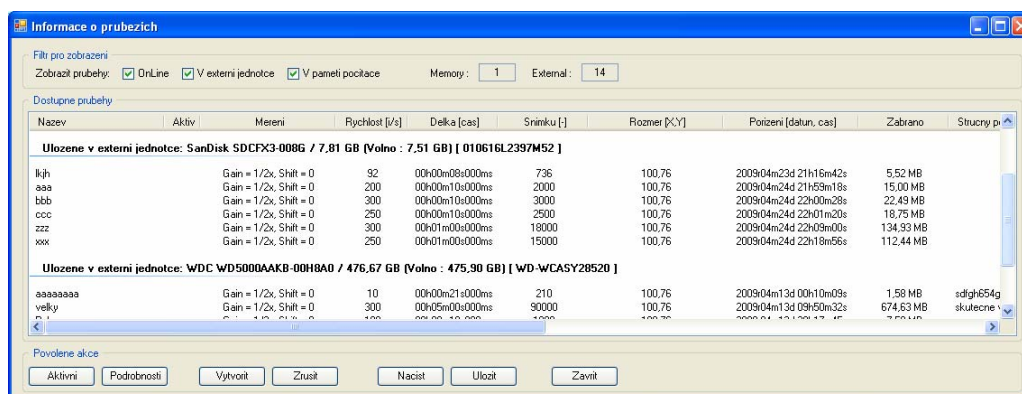 Informace o prubezich
Filtr pro zobrazeni
Zobrazit prubehy: OnLine V externi jednotce V pameti pocitace Memory : 1 External : 14
Dostupne prubehy
Nazev Aktiv Mereni Rychlost [i/s] Delka [cas] Snimku [-] Rozmer [X,Y] Porizeni [datun, cas] Zabrano Strucny
Ulozene v externi jednotce: SanDisk SDCFX3-008G / 7,81 GB (Volno : 7,51 GB) [ 010616L2397M52 ]
lkjh Gain = 1/2x, Shift = 0 92 00h00m08s000ms 736 100,76 2009r04m23d 21h16m42s 5,52 MB
aaa Gain = 1/2x, Shift = 0 200 00h00m10s000ms 2000 100,76 2009r04m24d 21h59m18s 15,00 MB
bbb Gain = 1/2x, Shift = 0 300 00h00m10s000ms 3000 100,76 2009r04m24d 22h00m28s 22,49 MB
ccc Gain = 1/2x, Shift = 0 250 00h00m10s000ms 2500 100,76 2009r04m24d 22h01m20s 18,75 MB
zzz Gain = 1/2x, Shift = 0 300 00h01m00s000ms 18000 100,76 2009r04m24d 22h09m00s 134,93 MB
xxx Gain = 1/2x, Shift = 0 250 00h01m00s000ms 15000 100,76 2009r04m24d 22h18m56s 112,44 MB
Ulozene v externi jednotce: WDC WD5000AAKB-00H8A0 / 476,67 GB (Volno : 475,90 GB) [ WD-WCASY28520 ]
aaaaaaaa Gain = 1/2x, Shift = 0 10 00h00m21s000ms 210 100,76 2009r04m13d 00h10m09s 1,58 MB sdfgh654g
velky Gain = 1/2x, Shift = 0 300 00h05m00s000ms 90000 100,76 2009r04m13d 09h50m32s 674,63 MB skutecne
Povolene akce
Aktivni Podrobnosti Vytvorit Zrusit Nacist Ulozit Zavrit